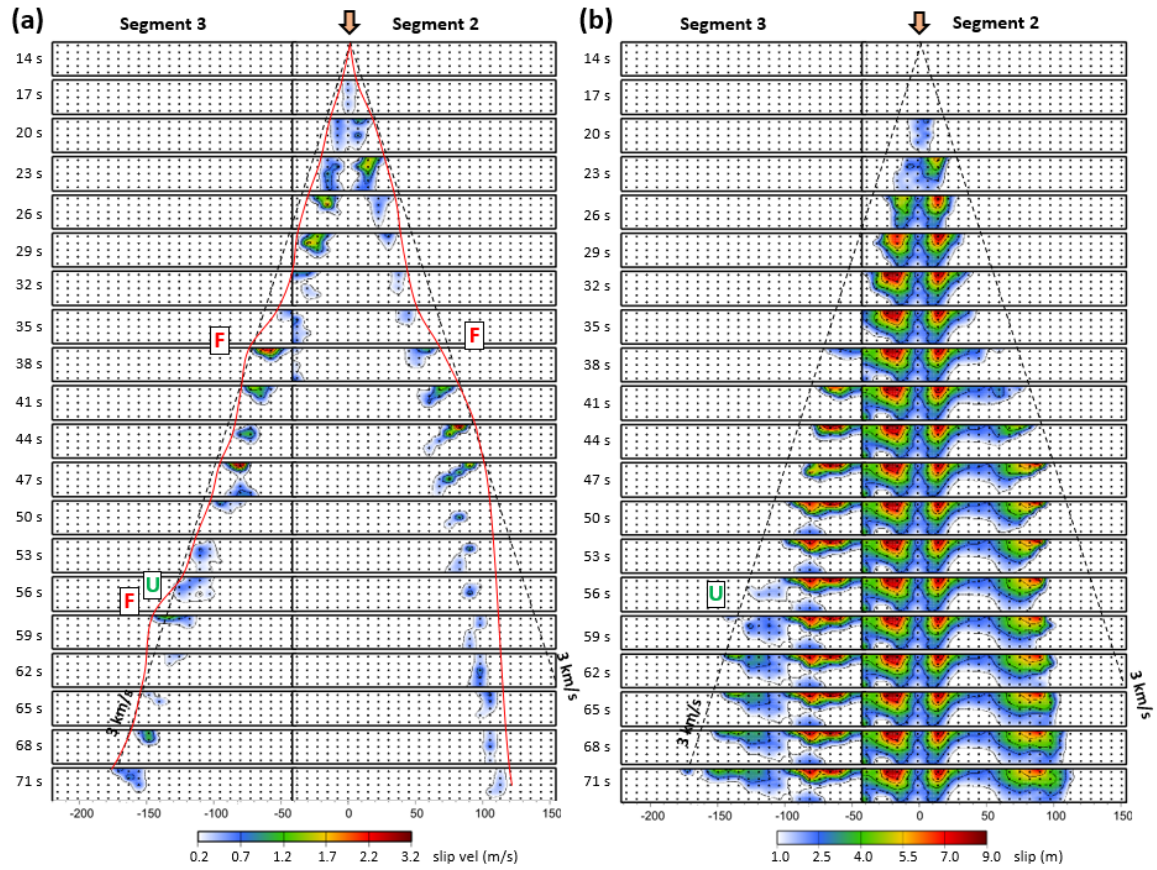 (a)
Segment 3
Segment 2
14 s
17 s
20 s
23 s
26 s
29 s
32 s
35 s
38 s
41 s
44 s
47 s
50 s
53 s
56 s
59 s
62 s
65 s
68 s
71 s
F
F
U
F
3 km/s
3 km/s
-200
-150
-100
-50
0
50
100
150
0.2
0.7
1.2
1.7
2.2
3.2
slip vel (m/s)
(b)
Segment 3
Segment 2
14 s
17 s
20 s
23 s
26 s
29 s
32 s
35 s
38 s
41 s
44 s
47 s
50 s
53 s
56 s
59 s
62 s
65 s
68 s
71 s
U
3 km/s
3 km/s
-200
-150
-100
-50
0
50
100
150
1.0
2.5
4.0
5.5
7.0
9.0
slip (m)